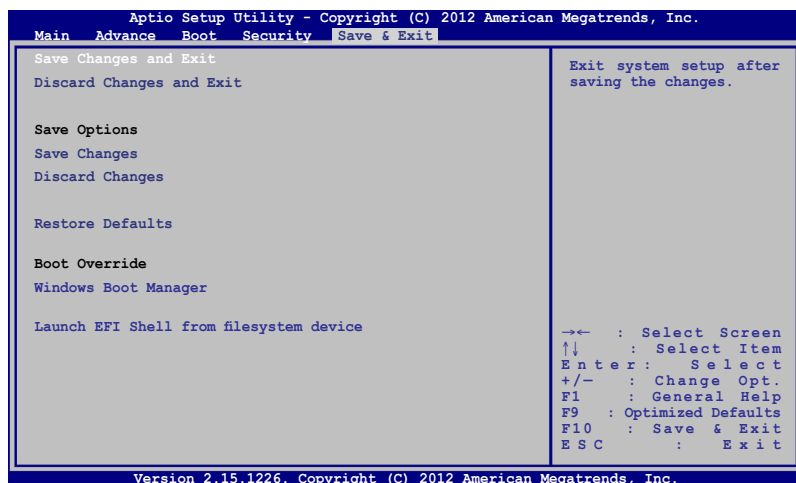 Aptio Setup Utility - Copyright (C) 2012 American Megatrends, Inc.
Main Advance Boot Security Save & Exit
Save Changes and Exit
Discard Changes and Exit
Save Options
Save Changes
Discard Changes
Restore Defaults
Boot Override
Windows Boot Manager
Launch EFI Shell from filesystem device
Exit system setup after
saving the changes.
→← : Select Screen
↑↓ : Select Item
Enter: Select
+/— : Change Opt.
F1 : General Help
F9 : Optimized Defaults
F10 : Save & Exit
ESC : Exit
Version 2.15.1226. Copyright (C) 2012 American Megatrends, Inc.